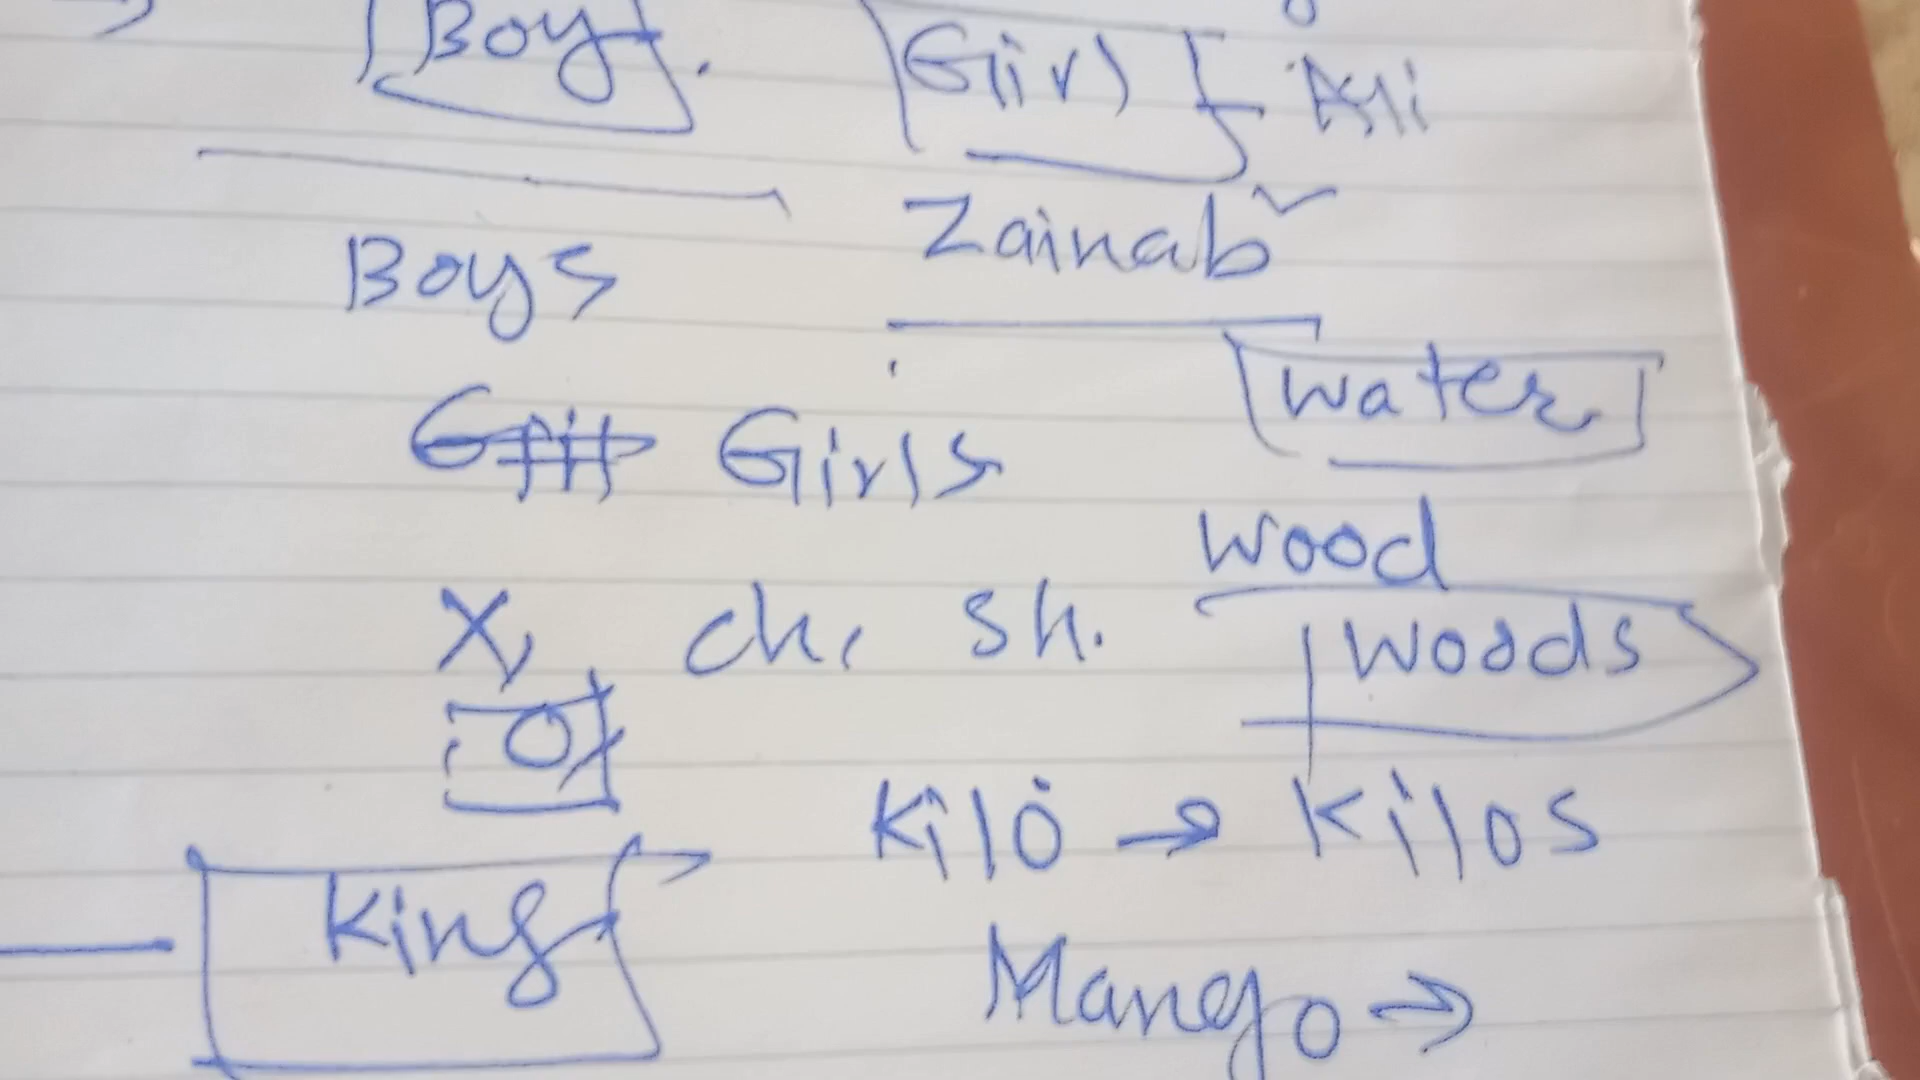 Boy. Girl Ali
Boys Zainab
Girls water
wood
X, ch, sh. Woods
O
Kilo → Kilos
King
Mango →